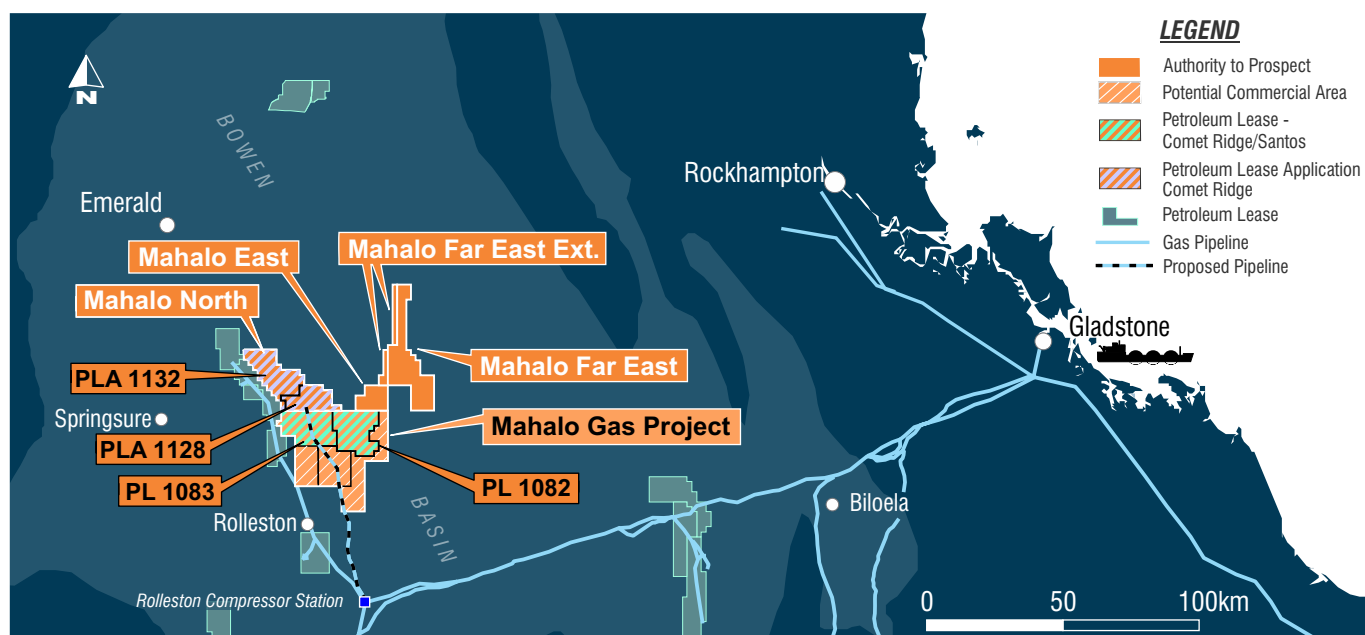 LEGEND
Authority to Prospect
Potential Commercial Area
Petroleum Lease -
Comet Ridge/Santos
Petroleum Lease Application
Comet Ridge
Petroleum Lease
Gas Pipeline
Proposed Pipeline
N
BOWEN
Rockhampton
Emerald
Mahalo Far East Ext.
Mahalo East
Mahalo North
Gladstone
Mahalo Far East
PLA 1132
Springsure
Mahalo Gas Project
PLA 1128
PL 1083
PL 1082
Biloela
Rolleston
BASIN
Rolleston Compressor Station
0 50 100km